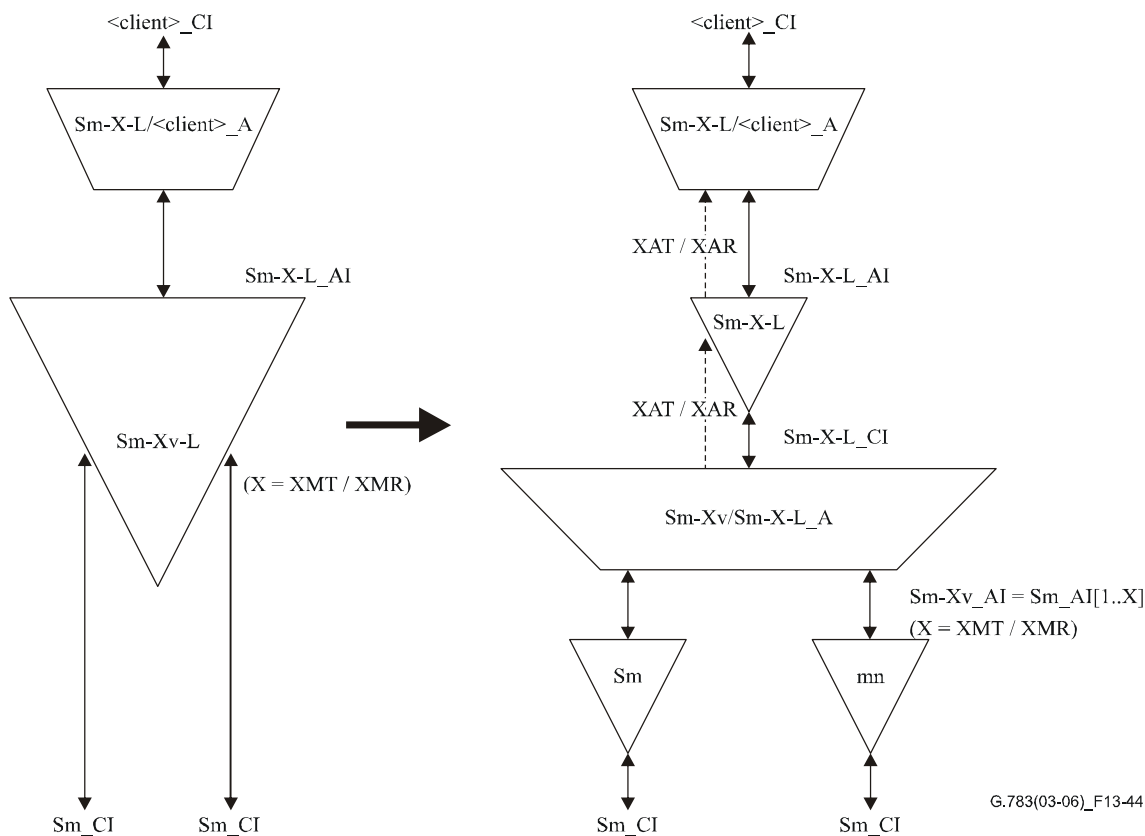 <client>_CI
Sm-X-L/<client>_A
Sm-X-L_AI
Sm-Xv-L
(X = XMT / XMR)
Sm_CI
Sm_CI
<client>_CI
Sm-X-L/<client>_A
XAT / XAR
Sm-X-L_AI
Sm-X-L
XAT / XAR
Sm-X-L_CI
Sm-Xv/Sm-X-L_A
Sm-Xv_AI = Sm_AI[1..X]
(X = XMT / XMR)
Sm
mn
Sm_CI
Sm_CI
G.783(03-06)_F13-44